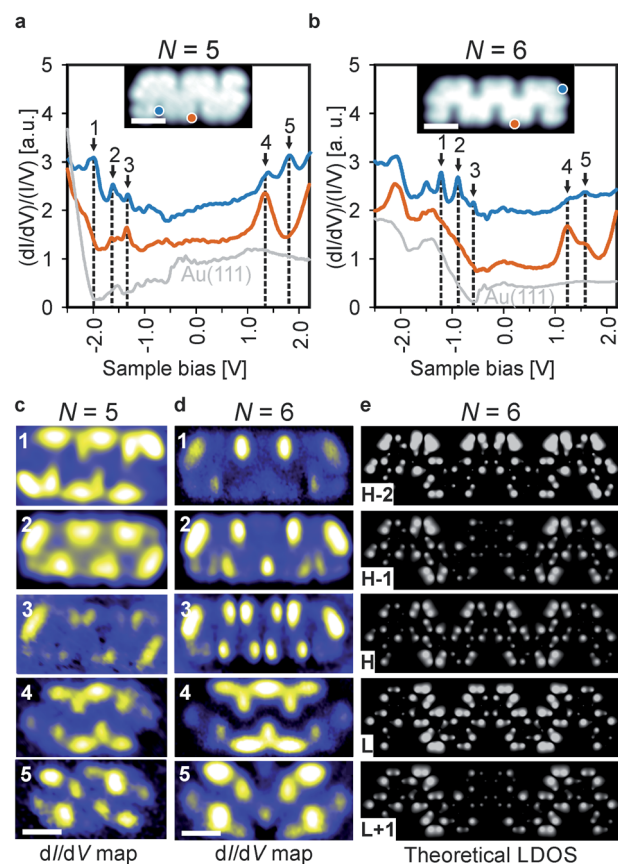 a
N = 5
(dI/dV)/(I/V) [a. u.]
5
4
3
2
1
0
1
2
3
4
5
Au(111)
-2.0
-1.0
0.0
1.0
2.0
Sample bias [V]
b
N = 6
(dI/dV)/(I/V) [a. u.]
5
4
3
2
1
0
1
2
3
4
5
Au(111)
-2.0
-1.0
0.0
1.0
2.0
Sample bias [V]
c
N = 5
1
2
3
4
5
dI/dV map
d
N = 6
1
2
3
4
5
dI/dV map
e
N = 6
H-2
H-1
H
L
L+1
Theoretical LDOS